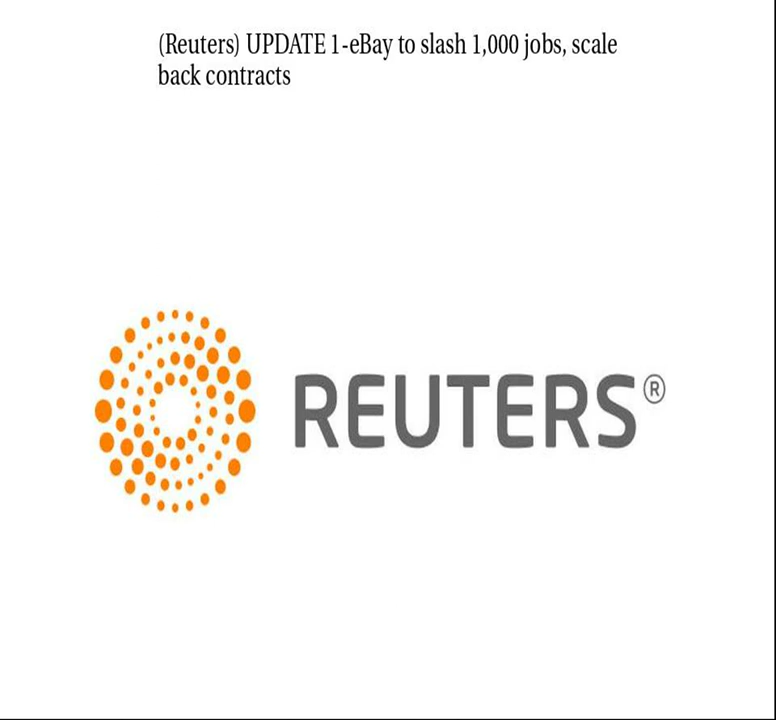 (Reuters) UPDATE 1-eBay to slash 1,000 jobs, scale
back contracts
REUTERS®